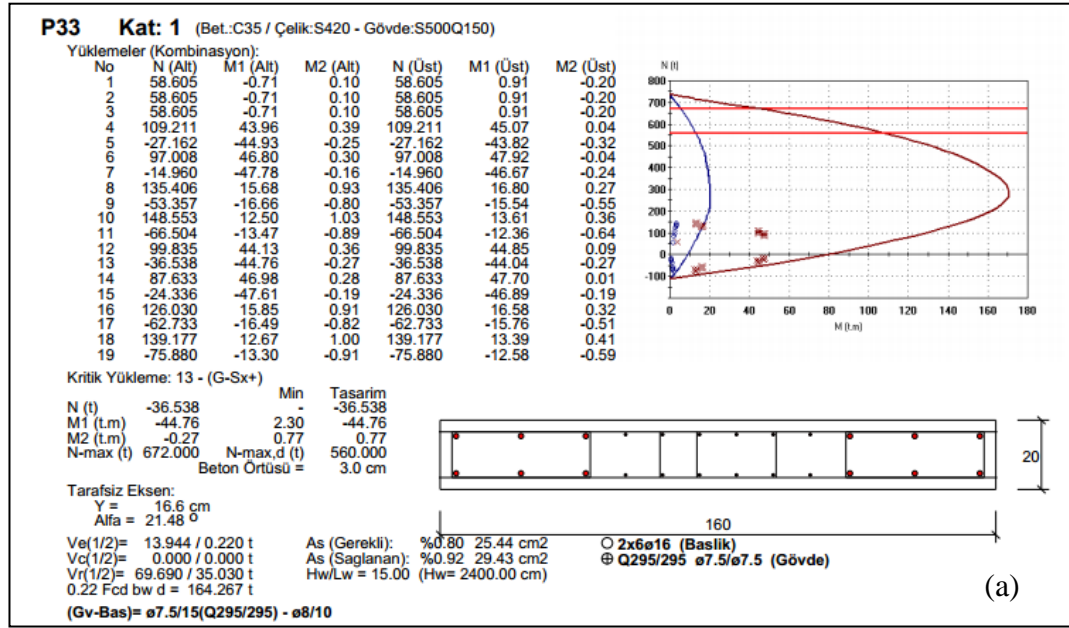 P33 Kat: 1 (Bet.:C35 / Çelik:S420 - Gövde:S500Q150)
Yüklemeler (Kombinasyon):
No N (Alt) M1 (Alt) M2 (Alt) N (Üst) M1 (Üst) M2 (Üst)
1 58.605 -0.71 0.10 58.605 0.91 -0.20
2 58.605 -0.71 0.10 58.605 0.91 -0.20
3 58.605 -0.71 0.10 58.605 0.91 -0.20
4 109.211 43.96 0.39 109.211 45.07 0.04
5 -27.162 -44.93 -0.25 -27.162 -43.82 -0.32
6 97.008 46.80 0.30 97.008 47.92 -0.04
7 -14.960 -47.78 -0.16 -14.960 -46.67 -0.24
8 135.406 15.68 0.93 135.406 16.80 0.27
9 -53.357 -16.66 -0.80 -53.357 -15.54 -0.55
10 148.553 12.50 1.03 148.553 13.61 0.36
11 -66.504 -13.47 -0.89 -66.504 -12.36 -0.64
12 99.835 44.13 0.36 99.835 44.85 0.09
13 -36.538 -44.76 -0.27 -36.538 -44.04 -0.27
14 87.633 46.98 0.28 87.633 47.70 0.01
15 -24.336 -47.61 -0.19 -24.336 -46.89 -0.19
16 126.030 15.85 0.91 126.030 16.58 0.32
17 -62.733 -16.49 -0.82 -62.733 -15.76 -0.51
18 139.177 12.67 1.00 139.177 13.39 0.41
19 -75.880 -13.30 -0.91 -75.880 -12.58 -0.59
N (t)
800
700
600
500
400
300
200
100
0
-100
0 20 40 60 80 100 120 140 160 180
M (t.m)
Kritik Yükleme: 13 - (G-Sx+)
Min Tasarim
N (t) -36.538 - -36.538
M1 (t.m) -44.76 2.30 -44.76
M2 (t.m) -0.27 0.77 0.77
N-max (t) 672.000 N-max,d (t) 560.000
Beton Örtüsü = 3.0 cm
Tarafsiz Eksen:
Y = 16.6 cm
Alfa = 21.48 º
20
160
Ve(1/2)= 13.944 / 0.220 t As (Gerekli): %0.80 25.44 cm2 2x6ø16 (Baslik)
Vc(1/2)= 0.000 / 0.000 t As (Saglanan): %0.92 29.43 cm2 Q295/295 ø7.5/ø7.5 (Gövde)
Vr(1/2)= 69.690 / 35.030 t Hw/Lw = 15.00 (Hw= 2400.00 cm)
0.22 Fcd bw d = 164.267 t
(a)
(Gv-Bas)= ø7.5/15(Q295/295) - ø8/10